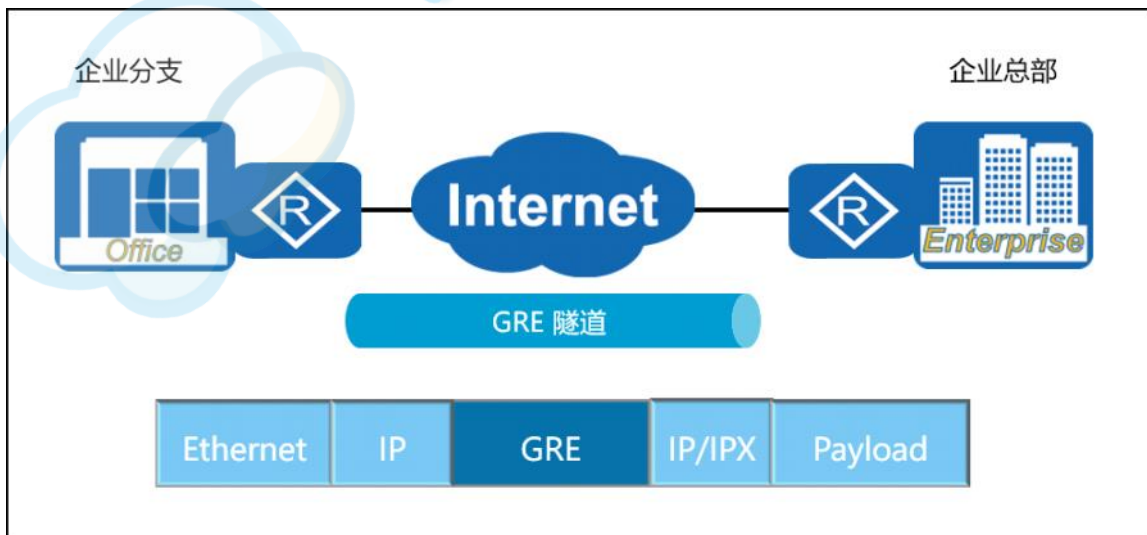 企业分支
企业总部
Office
R
Internet
R
Enterprise
GRE 隧道
Ethernet IP GRE IP/IPX Payload